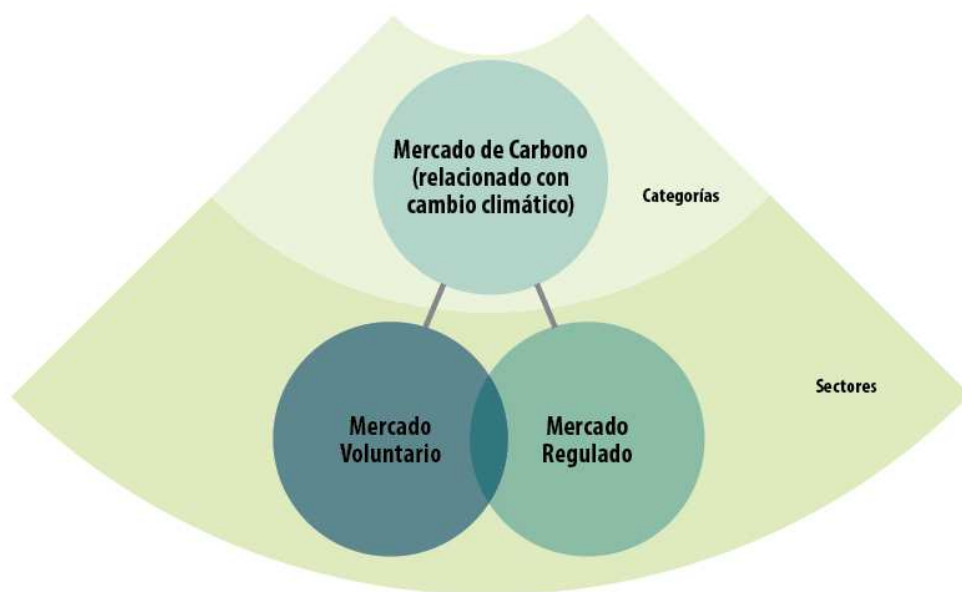 Mercado de Carbono
(relacionado con
cambio climático)
Categorías
Sectores
Mercado
Voluntario
Mercado
Regulado